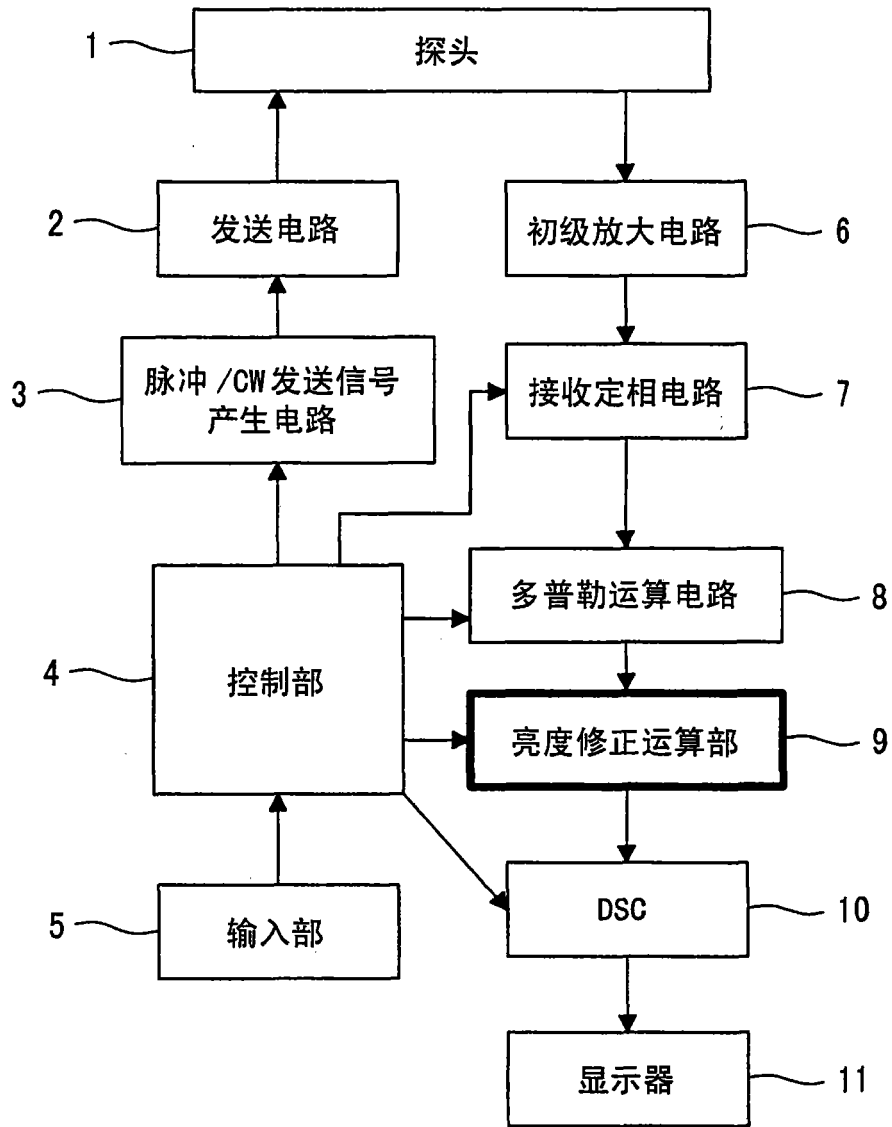 1
探头
2
发送电路
初级放大电路
6
3
脉冲/CW发送信号
产生电路
接收定相电路
7
多普勒运算电路
8
4
控制部
亮度修正运算部
9
5
输入部
DSC
10
显示器
11